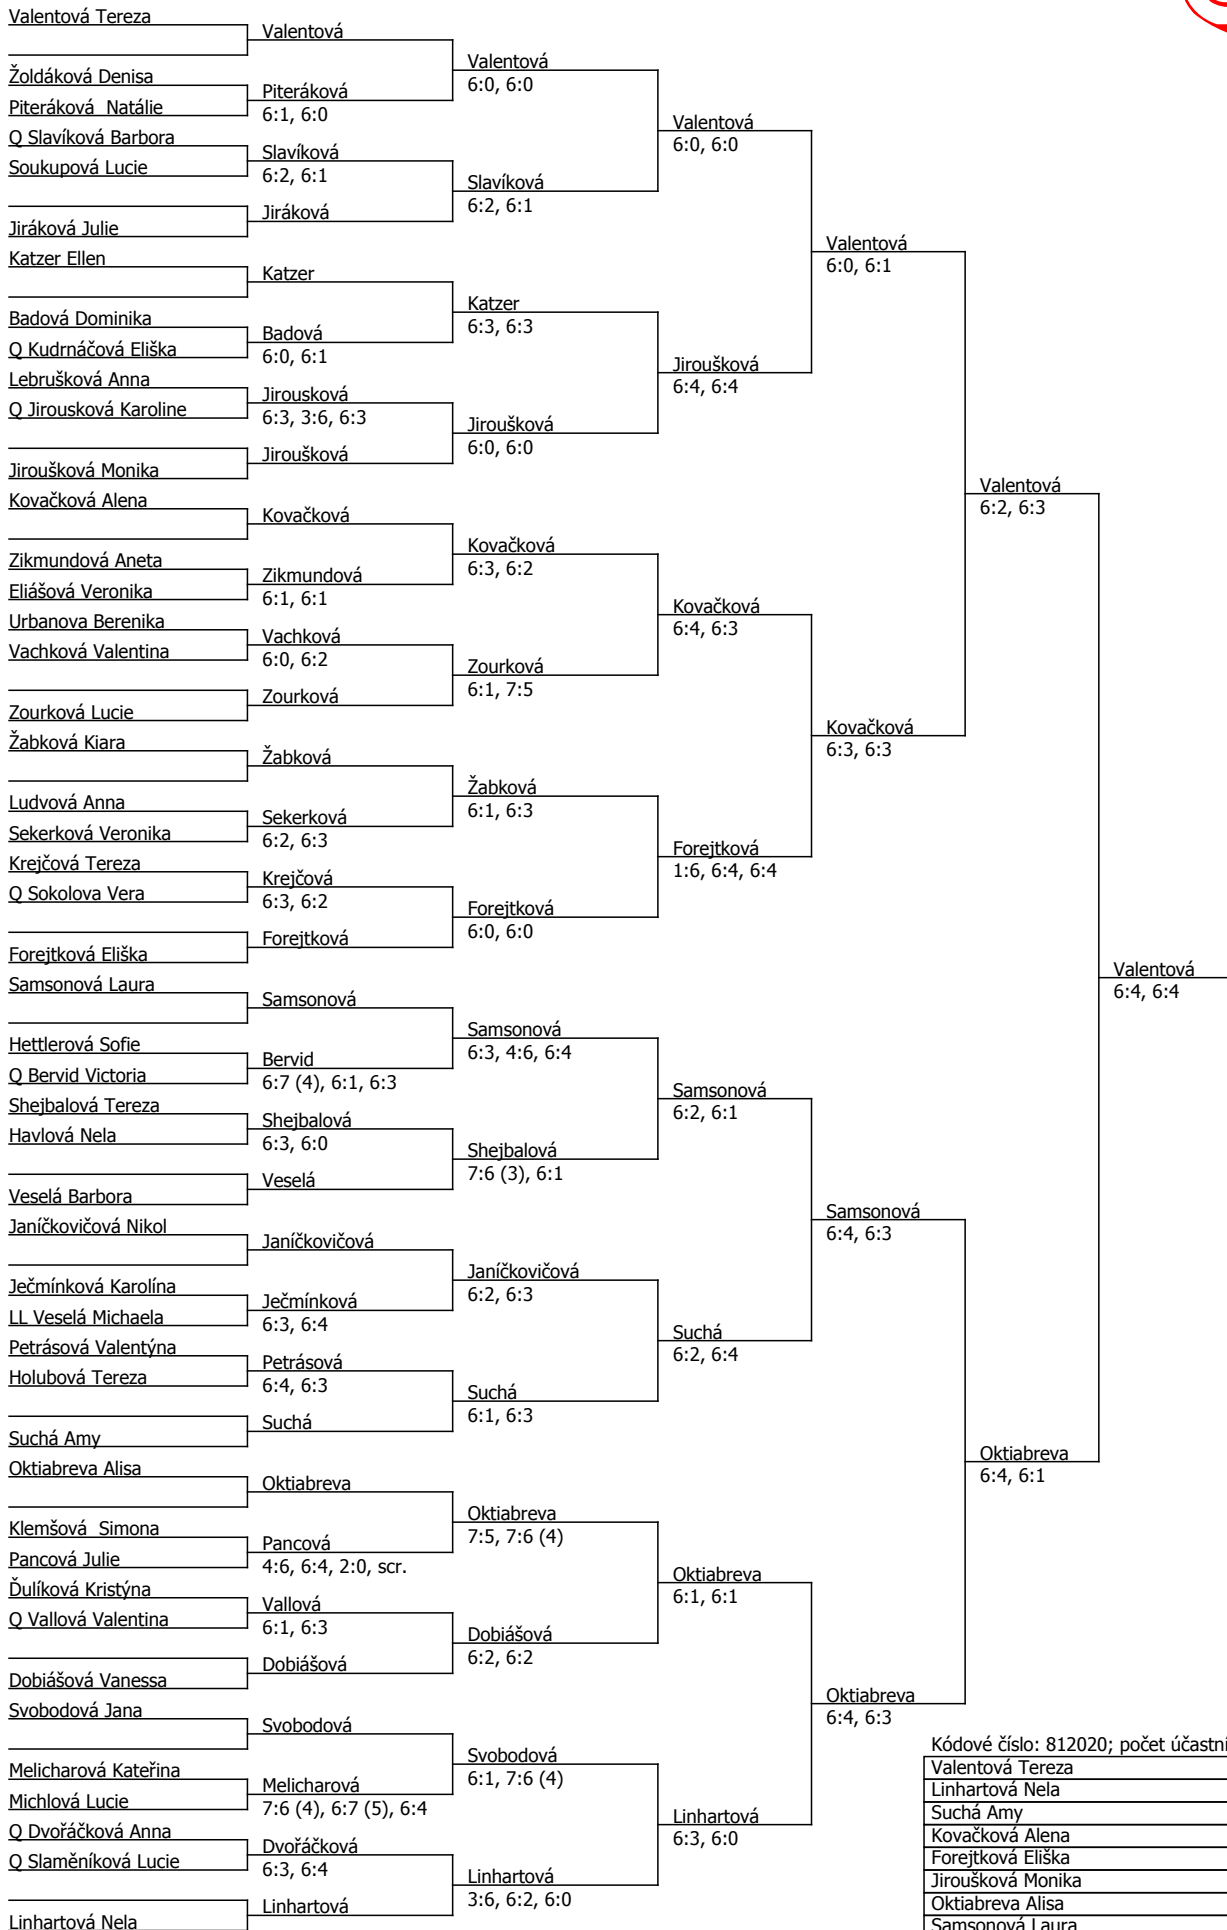 Valentová Tereza
Žoldáková Denisa
Piteráková  Natálie
Q Slavíková Barbora
Soukupová Lucie
Jiráková Julie
Katzer Ellen
Badová Dominika
Q Kudrnáčová Eliška
Lebrušková Anna
Q Jirousková Karoline
Jiroušková Monika
Kovačková Alena
Zikmundová Aneta
Eliášová Veronika
Urbanova Berenika
Vachková Valentina
Zourková Lucie
Žabková Kiara
Ludvová Anna
Sekerková Veronika
Krejčová Tereza
Q Sokolova Vera
Forejtková Eliška
Samsonová Laura
Hettlerová Sofie
Q Bervid Victoria
Shejbalová Tereza
Havlová Nela
Veselá Barbora
Janíčkovičová Nikol
Ječmínková Karolína
LL Veselá Michaela
Petrásová Valentýna
Holubová Tereza
Suchá Amy
Oktiabreva Alisa
Klemšová  Simona
Pancová Julie
Ďulíková Kristýna
Q Vallová Valentina
Dobiášová Vanessa
Svobodová Jana
Melicharová Kateřina
Michlová Lucie
Q Dvořáčková Anna
Q Slaměníková Lucie
Linhartová Nela
Valentová
Piteráková
6:1, 6:0
Slavíková
6:2, 6:1
Jiráková
Katzer
Badová
6:0, 6:1
Jirousková
6:3, 3:6, 6:3
Jiroušková
Kovačková
Zikmundová
6:1, 6:1
Vachková
6:0, 6:2
Zourková
Žabková
Sekerková
6:2, 6:3
Krejčová
6:3, 6:2
Forejtková
Samsonová
Bervid
6:7 (4), 6:1, 6:3
Shejbalová
6:3, 6:0
Veselá
Janíčkovičová
Ječmínková
6:3, 6:4
Petrásová
6:4, 6:3
Suchá
Oktiabreva
Pancová
4:6, 6:4, 2:0, scr.
Vallová
6:1, 6:3
Dobiášová
Svobodová
Melicharová
7:6 (4), 6:7 (5), 6:4
Dvořáčková
6:3, 6:4
Linhartová
Valentová
6:0, 6:0
Slavíková
6:2, 6:1
Katzer
6:3, 6:3
Jiroušková
6:0, 6:0
Kovačková
6:3, 6:2
Zourková
6:1, 7:5
Žabková
6:1, 6:3
Forejtková
6:0, 6:0
Samsonová
6:3, 4:6, 6:4
Shejbalová
7:6 (3), 6:1
Janíčkovičová
6:2, 6:3
Suchá
6:1, 6:3
Oktiabreva
7:5, 7:6 (4)
Dobiášová
6:2, 6:2
Svobodová
6:1, 7:6 (4)
Linhartová
3:6, 6:2, 6:0
Valentová
6:0, 6:0
Jiroušková
6:4, 6:4
Kovačková
6:4, 6:3
Forejtková
1:6, 6:4, 6:4
Samsonová
6:2, 6:1
Suchá
6:2, 6:4
Oktiabreva
6:1, 6:1
Linhartová
6:3, 6:0
Valentová
6:0, 6:1
Kovačková
6:3, 6:3
Samsonová
6:4, 6:3
Oktiabreva
6:4, 6:3
Valentová
6:2, 6:3
Oktiabreva
6:4, 6:1
Valentová
6:4, 6:4
Kódové číslo: 812020; počet účastní
Valentová Tereza
Linhartová Nela
Suchá Amy
Kovačková Alena
Forejtková Eliška
Jiroušková Monika
Oktiabreva Alisa
Samsonová Laura